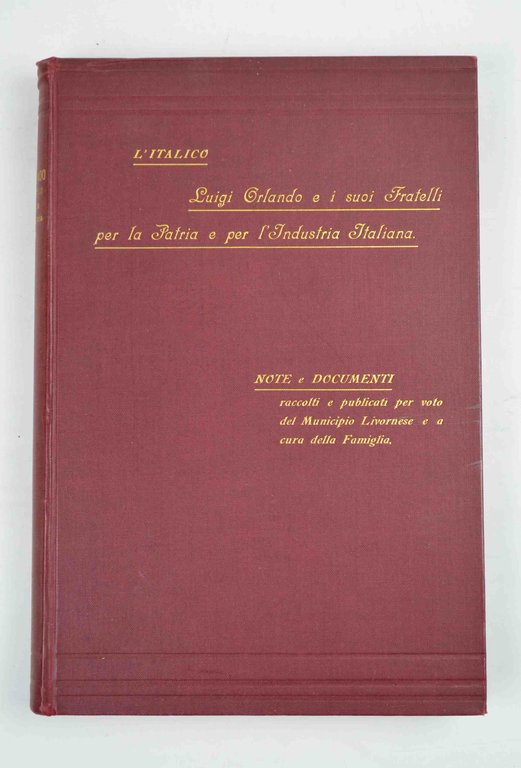 L'ITALICO
Luigi Orlando e i suoi Fratelli
per la Patria e per l'Industria Italiana.
NOTE e DOCUMENTI
raccolti e publicati per voto
del Municipio Livornese e a
cura della Famiglia.